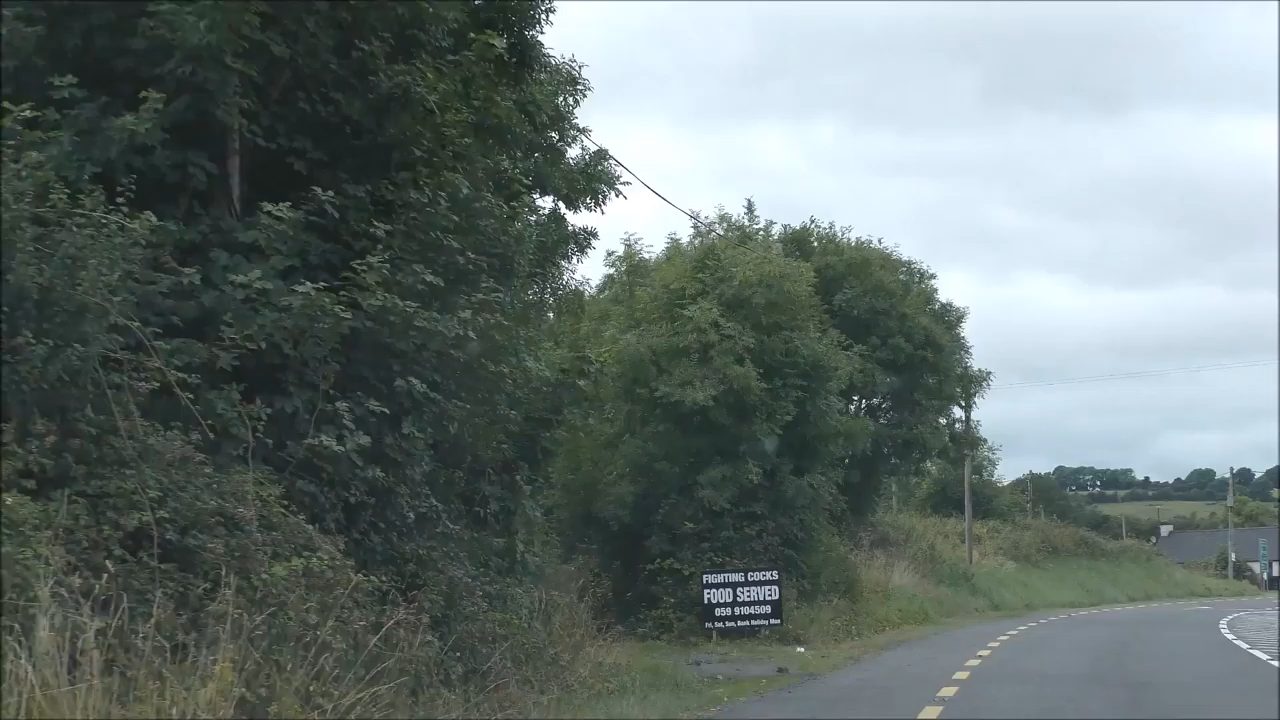 FIGHTING COCKS
FOOD SERVED
059 9104509
Fri, Sat, Sun, Bank Holiday Mon